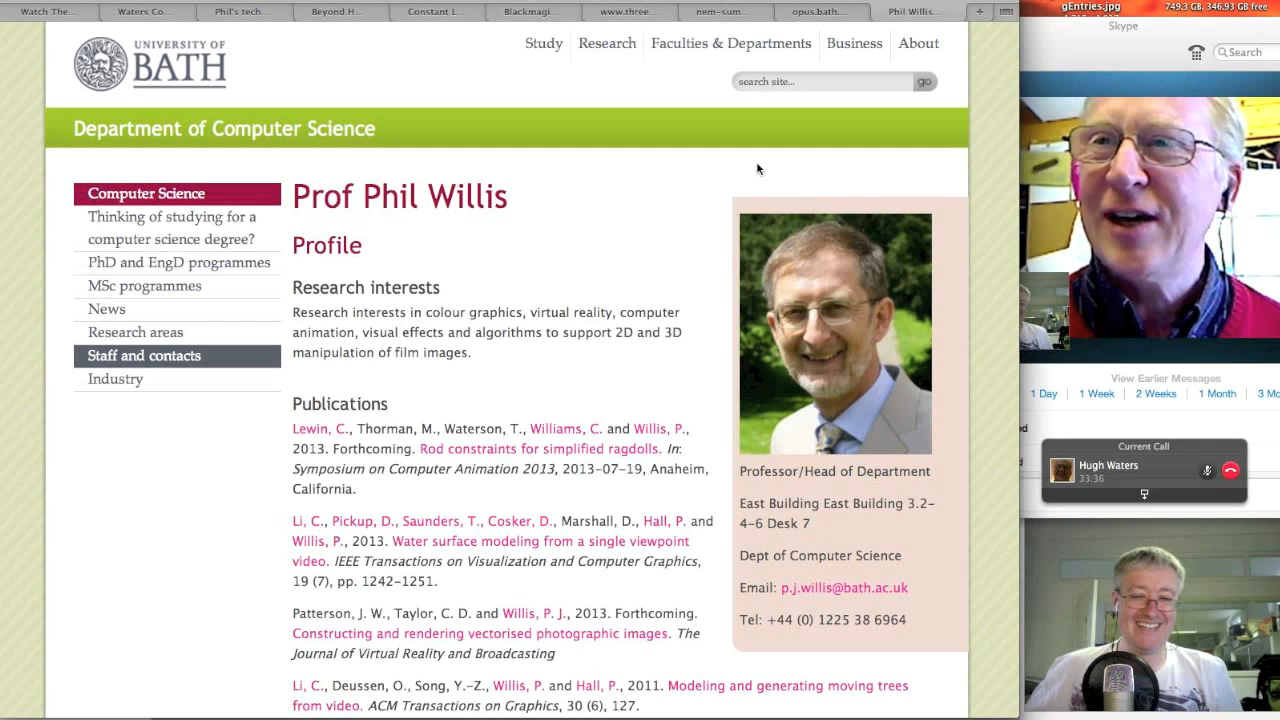 Watch The...
Waters Co...
Phil's tech...
Beyond H...
Constant L...
Blackmagi...
www.three...
nem-sum...
opus.bath...
Phil Willis...
+
gEntries.jpg
749.3 GB, 346.93 GB free
Skype
Search
UNIVERSITY OF
BATH
Study
Research
Faculties & Departments
Business
About
search site...
go
Department of Computer Science
Computer Science
Thinking of studying for a
computer science degree?
PhD and EngD programmes
MSc programmes
News
Research areas
Staff and contacts
Industry
Prof Phil Willis
Profile
Research interests
Research interests in colour graphics, virtual reality, computer
animation, visual effects and algorithms to support 2D and 3D
manipulation of film images.
Publications
Lewin, C., Thorman, M., Waterson, T., Williams, C. and Willis, P.,
2013. Forthcoming. Rod constraints for simplified ragdolls. In:
Symposium on Computer Animation 2013, 2013-07-19, Anaheim,
California.
Li, C., Pickup, D., Saunders, T., Cosker, D., Marshall, D., Hall, P. and
Willis, P., 2013. Water surface modeling from a single viewpoint
video. IEEE Transactions on Visualization and Computer Graphics,
19 (7), pp. 1242-1251.
Patterson, J. W., Taylor, C. D. and Willis, P. J., 2013. Forthcoming.
Constructing and rendering vectorised photographic images. The
Journal of Virtual Reality and Broadcasting
Li, C., Deussen, O., Song, Y.-Z., Willis, P. and Hall, P., 2011. Modeling and generating moving trees
from video. ACM Transactions on Graphics, 30 (6), 127.
Professor/Head of Department
East Building East Building 3.2-
4-6 Desk 7
Dept of Computer Science
Email: p.j.willis@bath.ac.uk
Tel: +44 (0) 1225 38 6964
View Earlier Messages
1 Day
1 Week
2 Weeks
1 Month
3 Mo
Current Call
Hugh Waters
33:36